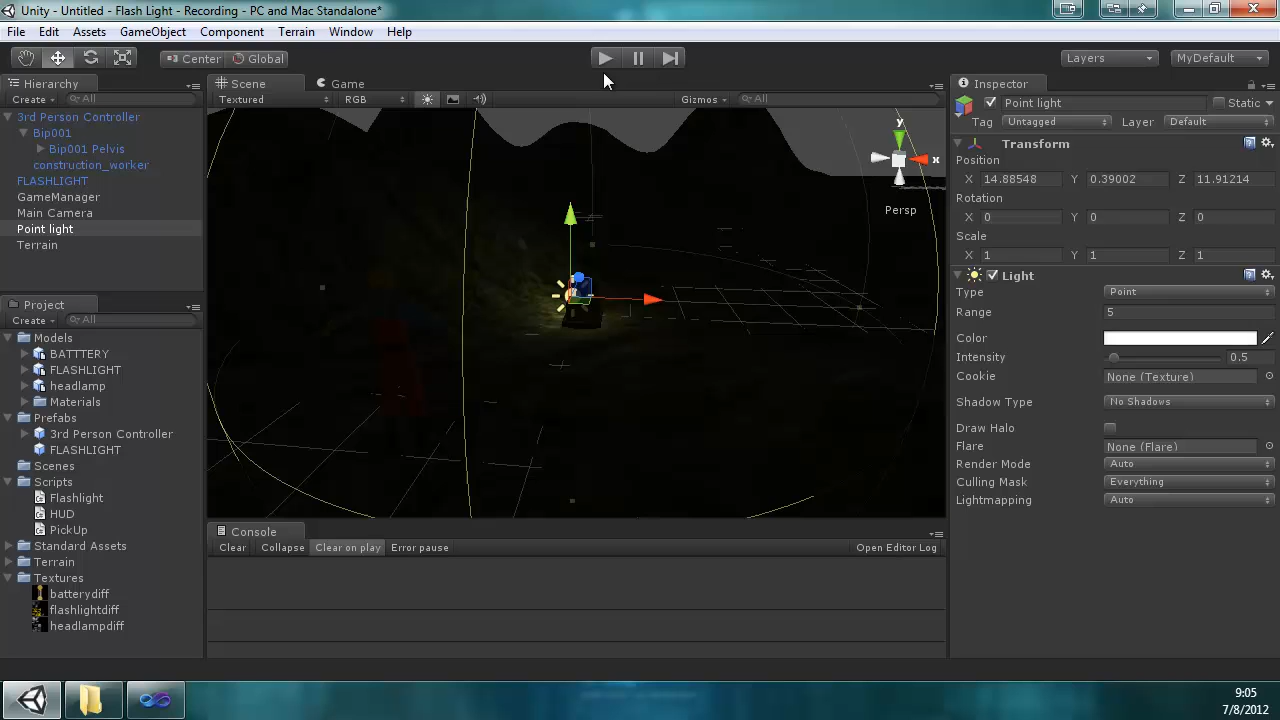 Unity - Untitled - Flash Light - Recording - PC and Mac Standalone*
File Edit Assets GameObject Component Terrain Window Help
Center Global Layers MyDefault
Hierarchy
Create All
3rd Person Controller
Bip001
Bip001 Pelvis
construction_worker
FLASHLIGHT
GameManager
Main Camera
Point light
Terrain
Project
Create All
Models
BATTTERY
FLASHLIGHT
headlamp
Materials
Prefabs
3rd Person Controller
FLASHLIGHT
Scenes
Scripts
Flashlight
HUD
PickUp
Standard Assets
Terrain
Textures
batterydiff
flashlightdiff
headlampdiff
Scene Game
Textured RGB Gizmos All
y
x
Persp
Console
Clear Collapse Clear on play Error pause Open Editor Log
Inspector
Point light Static
Tag Untagged Layer Default
Transform
Position
X 14.88548 Y 0.39002 Z 11.91214
Rotation
X 0 Y 0 Z 0
Scale
X 1 Y 1 Z 1
Light
Type Point
Range 5
Color
Intensity 0.5
Cookie None (Texture)
Shadow Type No Shadows
Draw Halo
Flare None (Flare)
Render Mode Auto
Culling Mask Everything
Lightmapping Auto
9:05
7/8/2012